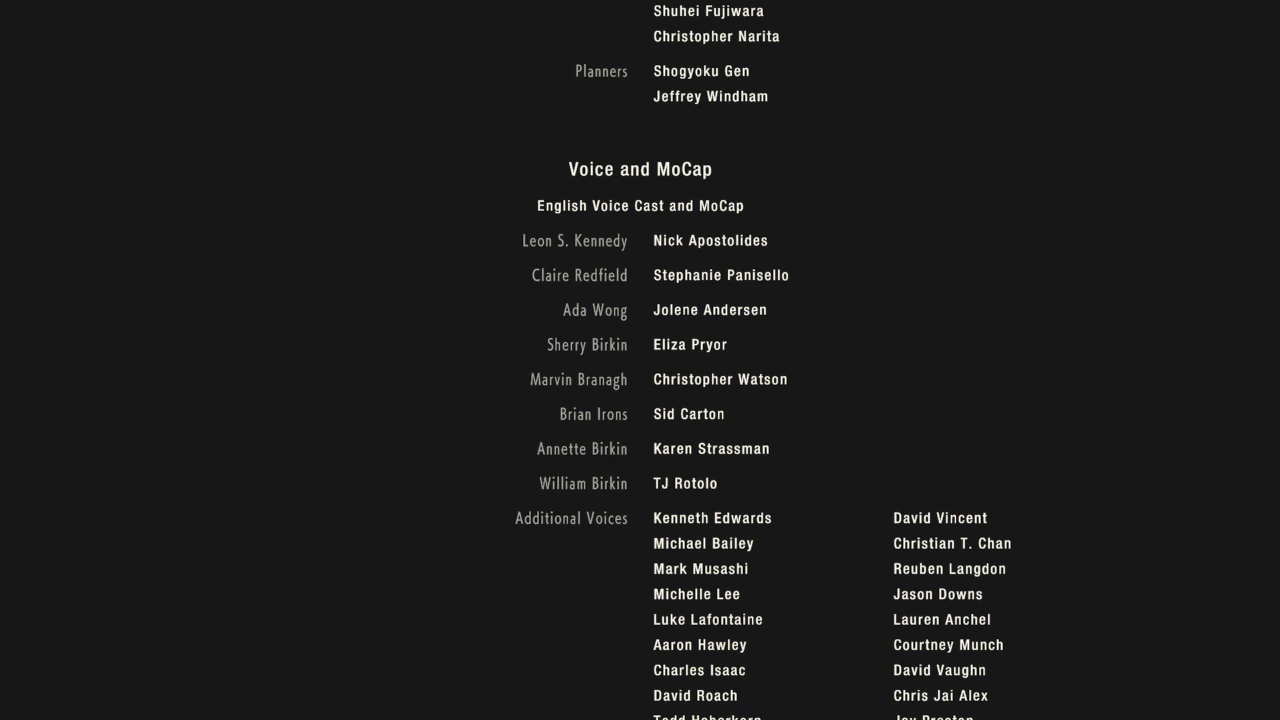 Shuhei Fujiwara
Christopher Narita
Planners Shogyoku Gen
Jeffrey Windham
Voice and MoCap
English Voice Cast and MoCap
Leon S. Kennedy Nick Apostolides
Claire Redfield Stephanie Panisello
Ada Wong Jolene Andersen
Sherry Birkin Eliza Pryor
Marvin Branagh Christopher Watson
Brian Irons Sid Carton
Annette Birkin Karen Strassman
William Birkin TJ Rotolo
Additional Voices Kenneth Edwards David Vincent
Michael Bailey Christian T. Chan
Mark Musashi Reuben Langdon
Michelle Lee Jason Downs
Luke Lafontaine Lauren Anchel
Aaron Hawley Courtney Munch
Charles Isaac David Vaughn
David Roach Chris Jai Alex